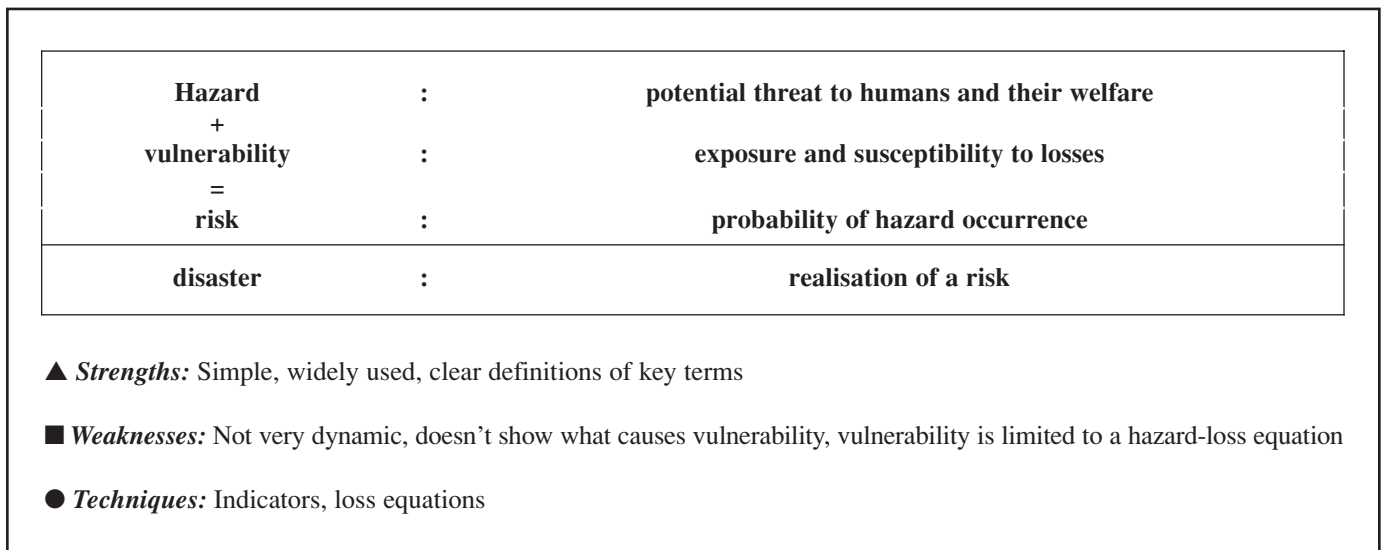 Hazard : potential threat to humans and their welfare
+
vulnerability : exposure and susceptibility to losses
=
risk : probability of hazard occurrence
disaster : realisation of a risk
▲ Strengths: Simple, widely used, clear definitions of key terms
■ Weaknesses: Not very dynamic, doesn't show what causes vulnerability, vulnerability is limited to a hazard-loss equation
● Techniques: Indicators, loss equations